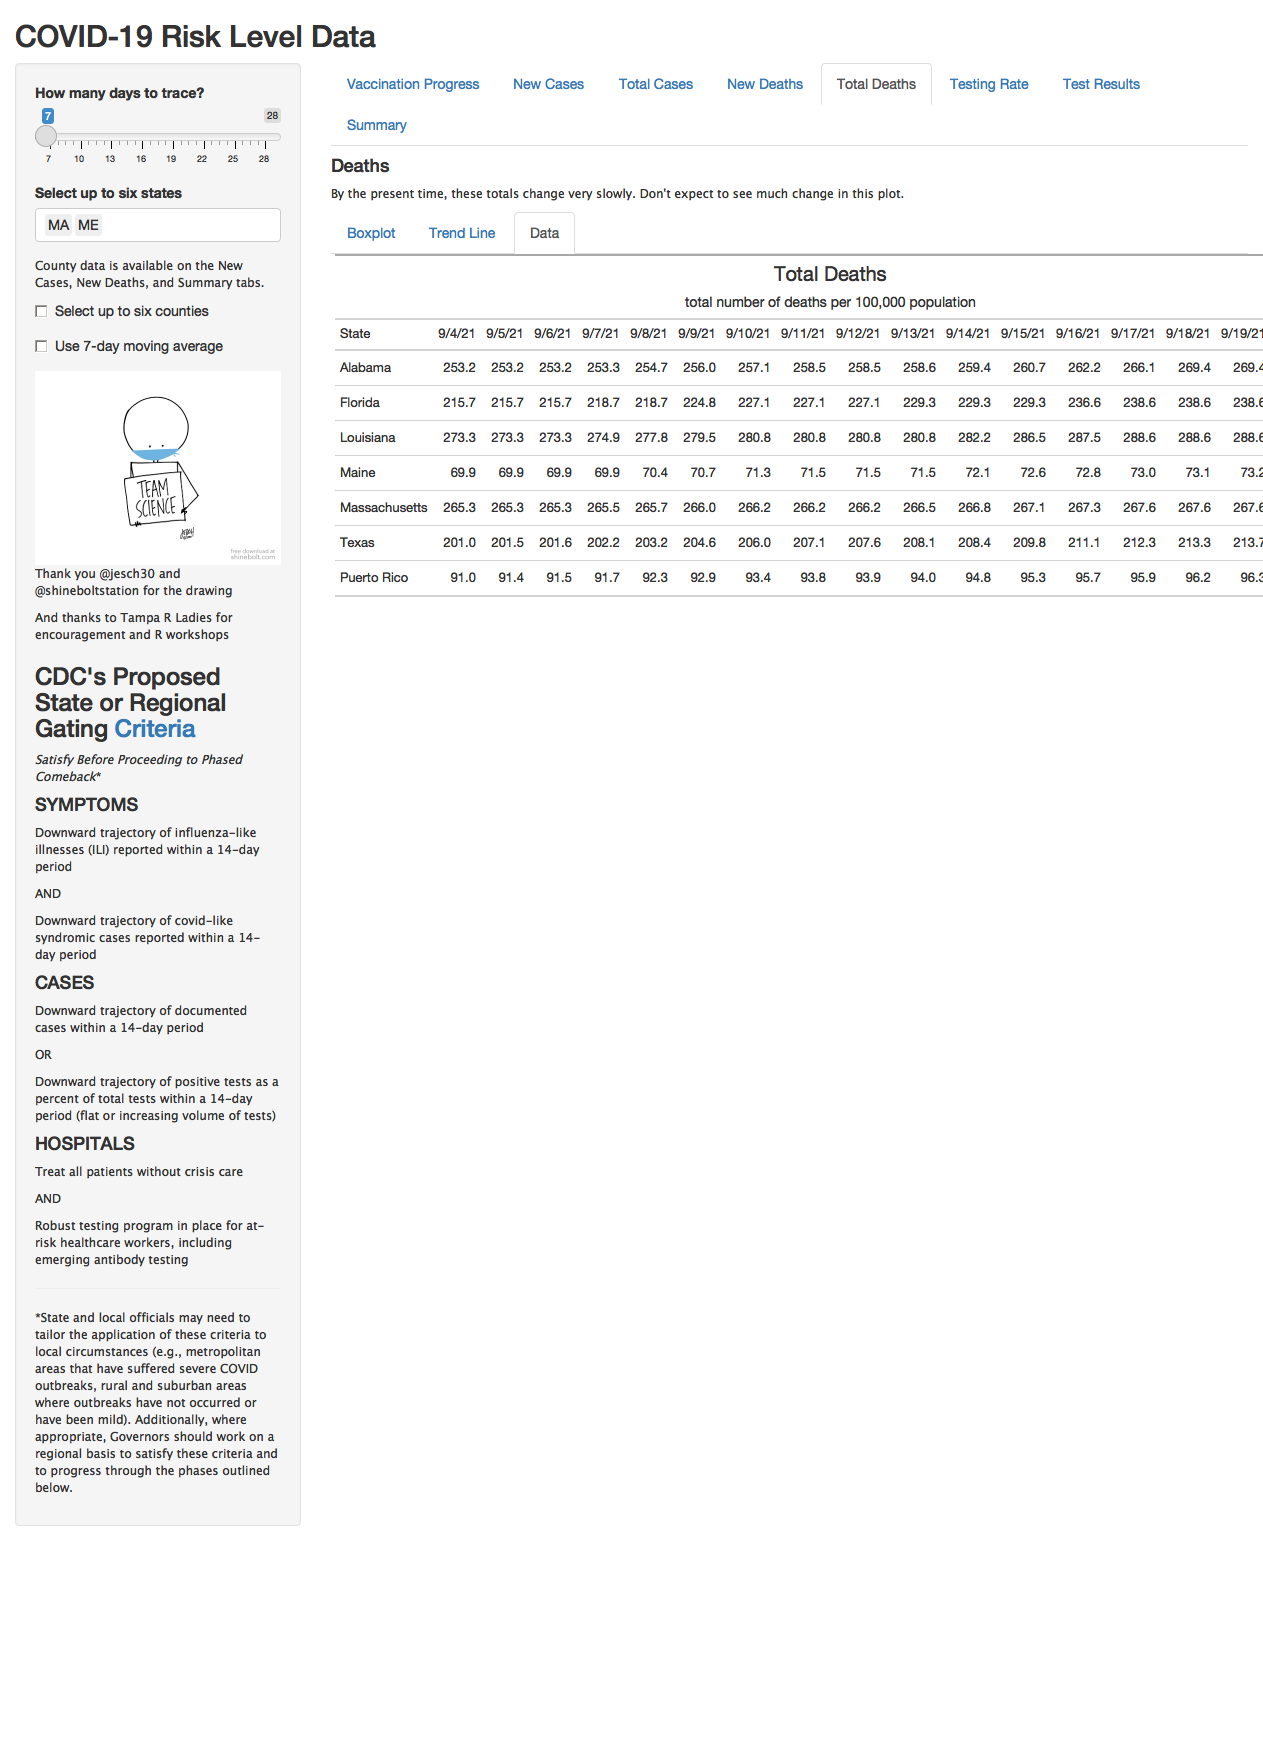 COVID-19 Risk Level Data
How many days to trace?
7 28
7 10 13 16 19 22 25 28
Select up to six states
MA ME
County data is available on the New
Cases, New Deaths, and Summary tabs.
Select up to six counties
Use 7-day moving average
TEAM
SCIENCE
free download at
shinebolt.com
Thank you @jesch30 and
@shineboltstation for the drawing
And thanks to Tampa R Ladies for
encouragement and R workshops
CDC's Proposed
State or Regional
Gating Criteria
Satisfy Before Proceeding to Phased
Comeback*
SYMPTOMS
Downward trajectory of influenza-like
illnesses (ILI) reported within a 14-day
period
AND
Downward trajectory of covid-like
syndromic cases reported within a 14-
day period
CASES
Downward trajectory of documented
cases within a 14-day period
OR
Downward trajectory of positive tests as a
percent of total tests within a 14-day
period (flat or increasing volume of tests)
HOSPITALS
Treat all patients without crisis care
AND
Robust testing program in place for at-
risk healthcare workers, including
emerging antibody testing
*State and local officials may need to
tailor the application of these criteria to
local circumstances (e.g., metropolitan
areas that have suffered severe COVID
outbreaks, rural and suburban areas
where outbreaks have not occurred or
have been mild). Additionally, where
appropriate, Governors should work on a
regional basis to satisfy these criteria and
to progress through the phases outlined
below.
Vaccination Progress New Cases Total Cases New Deaths Total Deaths Testing Rate Test Results
Summary
Deaths
By the present time, these totals change very slowly. Don't expect to see much change in this plot.
Boxplot Trend Line Data
Total Deaths
total number of deaths per 100,000 population
State 9/4/21 9/5/21 9/6/21 9/7/21 9/8/21 9/9/21 9/10/21 9/11/21 9/12/21 9/13/21 9/14/21 9/15/21 9/16/21 9/17/21 9/18/21 9/19/21
Alabama 253.2 253.2 253.2 253.3 254.7 256.0 257.1 258.5 258.5 258.6 259.4 260.7 262.2 266.1 269.4 269.4
Florida 215.7 215.7 215.7 218.7 218.7 224.8 227.1 227.1 227.1 229.3 229.3 229.3 236.6 238.6 238.6 238.6
Louisiana 273.3 273.3 273.3 274.9 277.8 279.5 280.8 280.8 280.8 280.8 282.2 286.5 287.5 288.6 288.6 288.6
Maine 69.9 69.9 69.9 69.9 70.4 70.7 71.3 71.5 71.5 71.5 72.1 72.6 72.8 73.0 73.1 73.2
Massachusetts 265.3 265.3 265.3 265.5 265.7 266.0 266.2 266.2 266.2 266.5 266.8 267.1 267.3 267.6 267.6 267.6
Texas 201.0 201.5 201.6 202.2 203.2 204.6 206.0 207.1 207.6 208.1 208.4 209.8 211.1 212.3 213.3 213.7
Puerto Rico 91.0 91.4 91.5 91.7 92.3 92.9 93.4 93.8 93.9 94.0 94.8 95.3 95.7 95.9 96.2 96.3